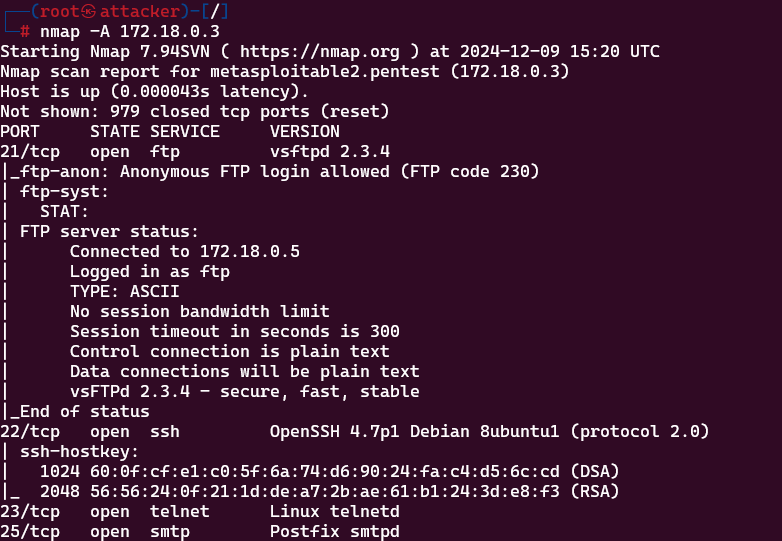 ┌──(root㉿attacker)-[/]
└─# nmap -A 172.18.0.3
Starting Nmap 7.94SVN ( https://nmap.org ) at 2024-12-09 15:20 UTC
Nmap scan report for metasploitable2.pentest (172.18.0.3)
Host is up (0.000043s latency).
Not shown: 979 closed tcp ports (reset)
PORT     STATE SERVICE     VERSION
21/tcp   open  ftp         vsftpd 2.3.4
|_ftp-anon: Anonymous FTP login allowed (FTP code 230)
| ftp-syst:
|   STAT:
| FTP server status:
|      Connected to 172.18.0.5
|      Logged in as ftp
|      TYPE: ASCII
|      No session bandwidth limit
|      Session timeout in seconds is 300
|      Control connection is plain text
|      Data connections will be plain text
|      vsFTPd 2.3.4 - secure, fast, stable
|_End of status
22/tcp   open  ssh         OpenSSH 4.7p1 Debian 8ubuntu1 (protocol 2.0)
| ssh-hostkey:
|   1024 60:0f:cf:e1:c0:5f:6a:74:d6:90:24:fa:c4:d5:6c:cd (DSA)
|_  2048 56:56:24:0f:21:1d:de:a7:2b:ae:61:b1:24:3d:e8:f3 (RSA)
23/tcp   open  telnet      Linux telnetd
25/tcp   open  smtp        Postfix smtpd